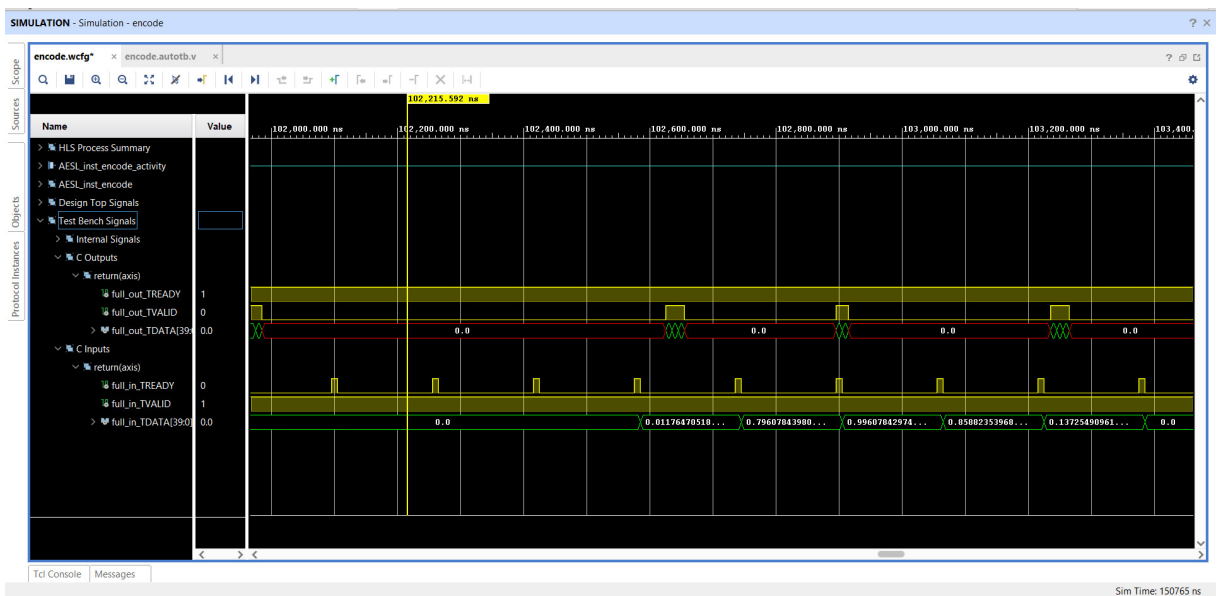 SIMULATION - Simulation - encode
? ×
encode.wcfg* × encode.autotb.v ×
?
Scope
Sources
Objects
Protocol Instances
102,215.592 ns
Name Value
102,000.000 ns 102,200.000 ns 102,400.000 ns 102,600.000 ns 102,800.000 ns 103,000.000 ns 103,200.000 ns 103,400.
HLS Process Summary
AESL_inst_encode_activity
AESL_inst_encode
Design Top Signals
Test Bench Signals
Internal Signals
C Outputs
return(axis)
full_out_TREADY 1
full_out_TVALID 0
full_out_TDATA[39:( 0.0 0.0 0.0 0.0 0.0
C Inputs
return(axis)
full_in_TREADY 0
full_in_TVALID 1
full_in_TDATA[39:0] 0.0 0.0 0.01176470518... 0.79607843980... 0.99607842974... 0.85882353968... 0.13725490961... 0.0
Tcl Console Messages
Sim Time: 150765 ns